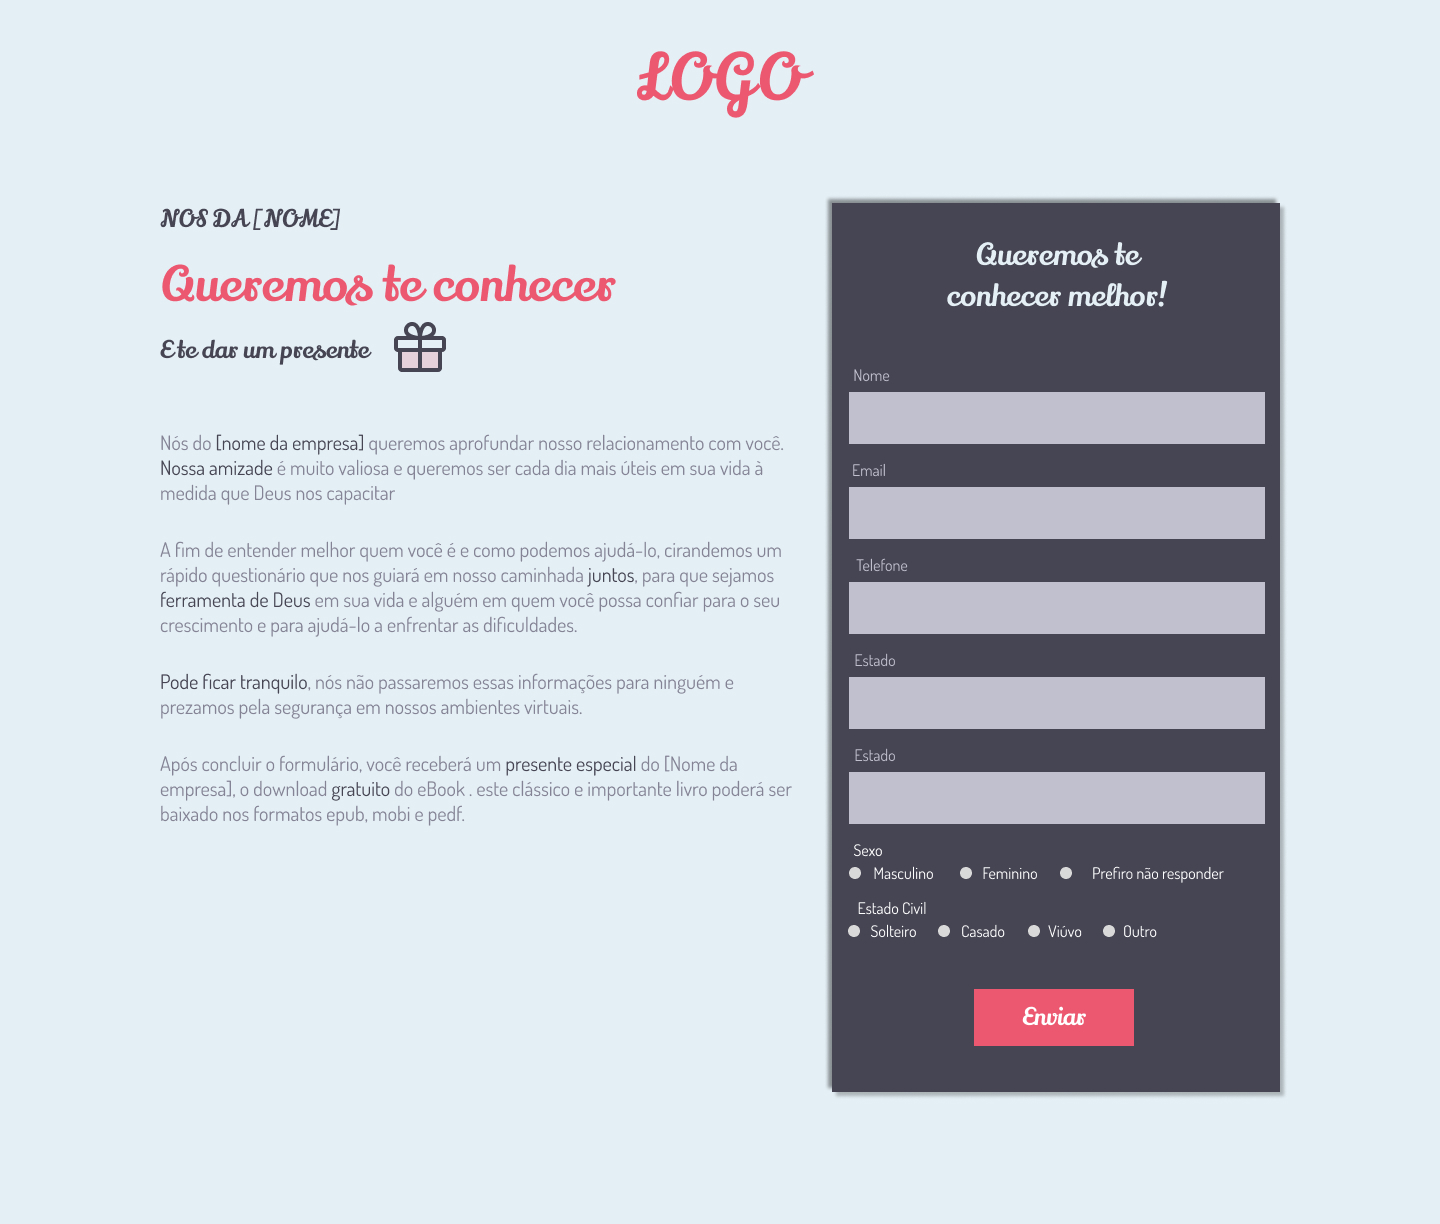 LOGO
NOS DA [NOME]
Queremos te conhecer
E te dar um presente
Nós do [nome da empresa] queremos aprofundar nosso relacionamento com você.
Nossa amizade é muito valiosa e queremos ser cada dia mais úteis em sua vida à
medida que Deus nos capacitar
A fim de entender melhor quem você é e como podemos ajudá-lo, cirandemos um
rápido questionário que nos guiará em nosso caminhada juntos, para que sejamos
ferramenta de Deus em sua vida e alguém em quem você possa confiar para o seu
crescimento e para ajudá-lo a enfrentar as dificuldades.
Pode ficar tranquilo, nós não passaremos essas informações para ninguém e
prezamos pela segurança em nossos ambientes virtuais.
Após concluir o formulário, você receberá um presente especial do [Nome da
empresa], o download gratuito do eBook . este clássico e importante livro poderá ser
baixado nos formatos epub, mobi e pedf.
Queremos te
conhecer melhor!
Nome
Email
Telefone
Estado
Estado
Sexo
Masculino Feminino Prefiro não responder
Estado Civil
Solteiro Casado Viúvo Outro
Enviar